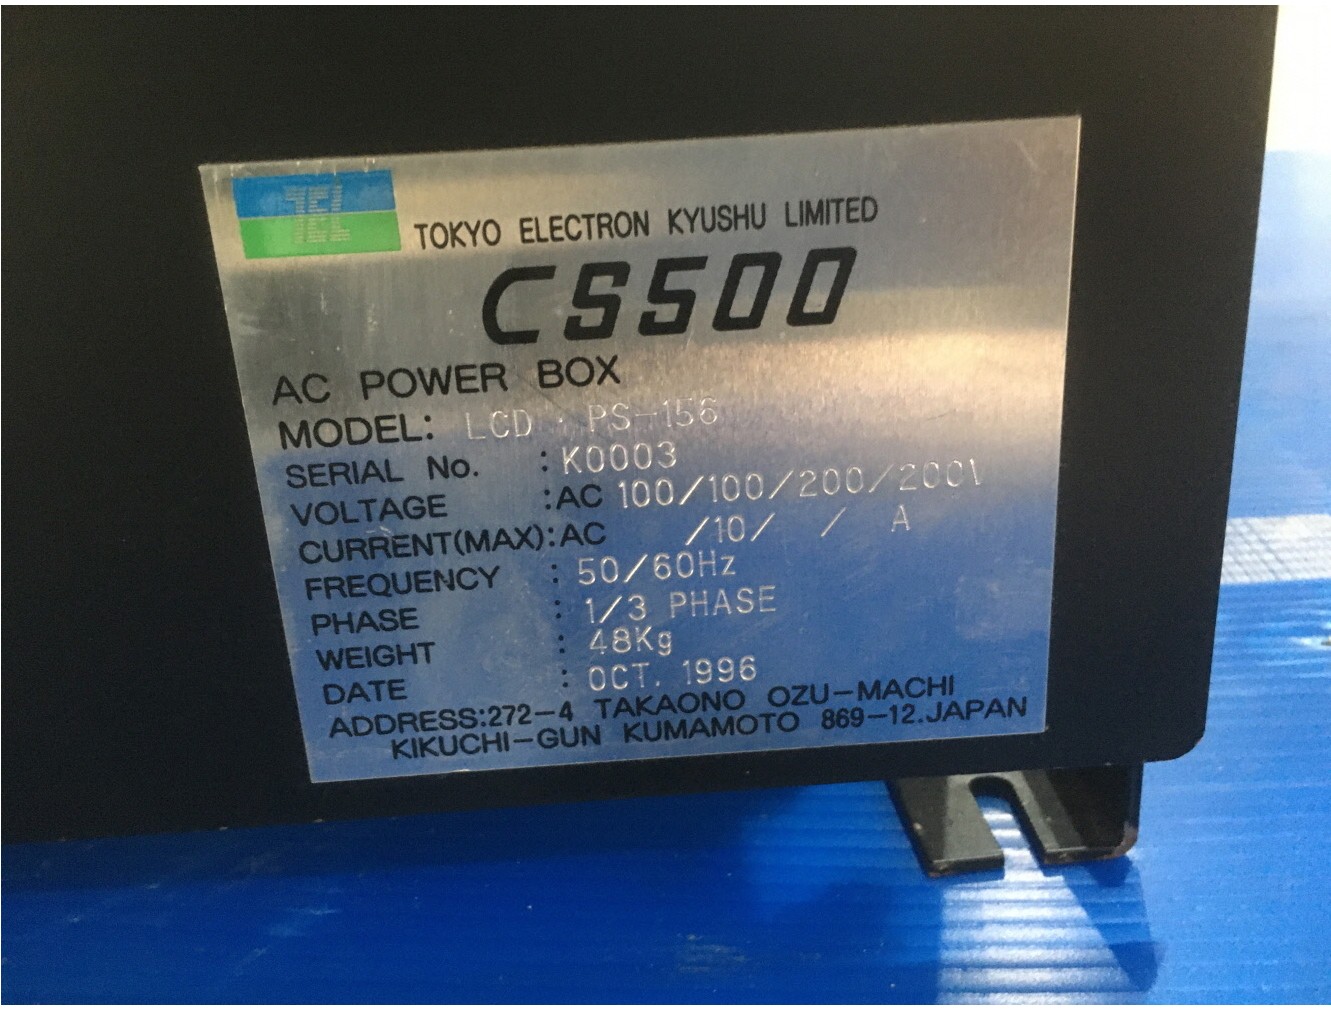 TEL
TOKYO ELECTRON KYUSHU LIMITED
CS500
AC POWER BOX
MODEL: LCD · PS-156
SERIAL No. : K0003
VOLTAGE :AC 100/100/200/200V
CURRENT(MAX):AC /10/ / A
FREQUENCY : 50/60Hz
PHASE : 1/3 PHASE
WEIGHT : 48Kg
DATE : OCT. 1996
ADDRESS:272-4 TAKAONO OZU-MACHI
KIKUCHI-GUN KUMAMOTO 869-12.JAPAN